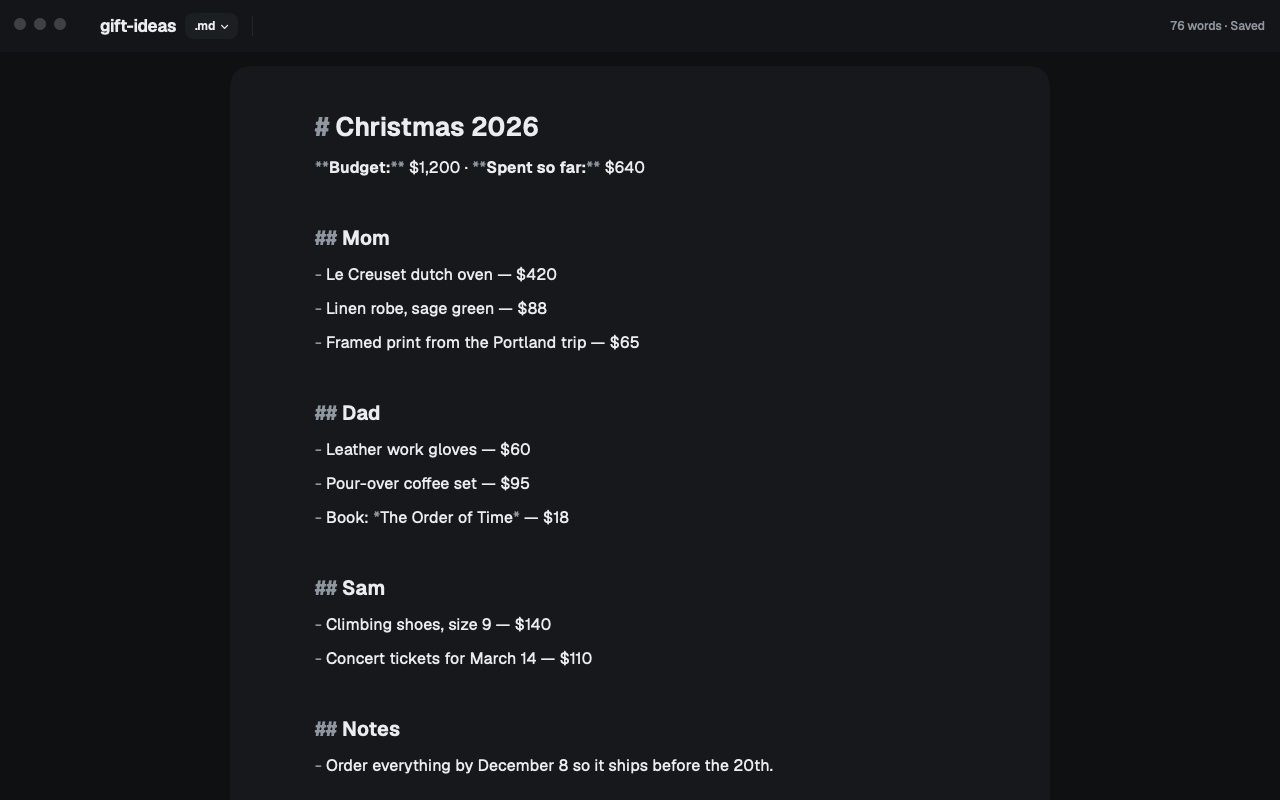 gift-ideas .md
76 words · Saved
# Christmas 2026
**Budget:** $1,200 · **Spent so far:** $640
## Mom
- Le Creuset dutch oven — $420
- Linen robe, sage green — $88
- Framed print from the Portland trip — $65
## Dad
- Leather work gloves — $60
- Pour-over coffee set — $95
- Book: *The Order of Time* — $18
## Sam
- Climbing shoes, size 9 — $140
- Concert tickets for March 14 — $110
## Notes
- Order everything by December 8 so it ships before the 20th.